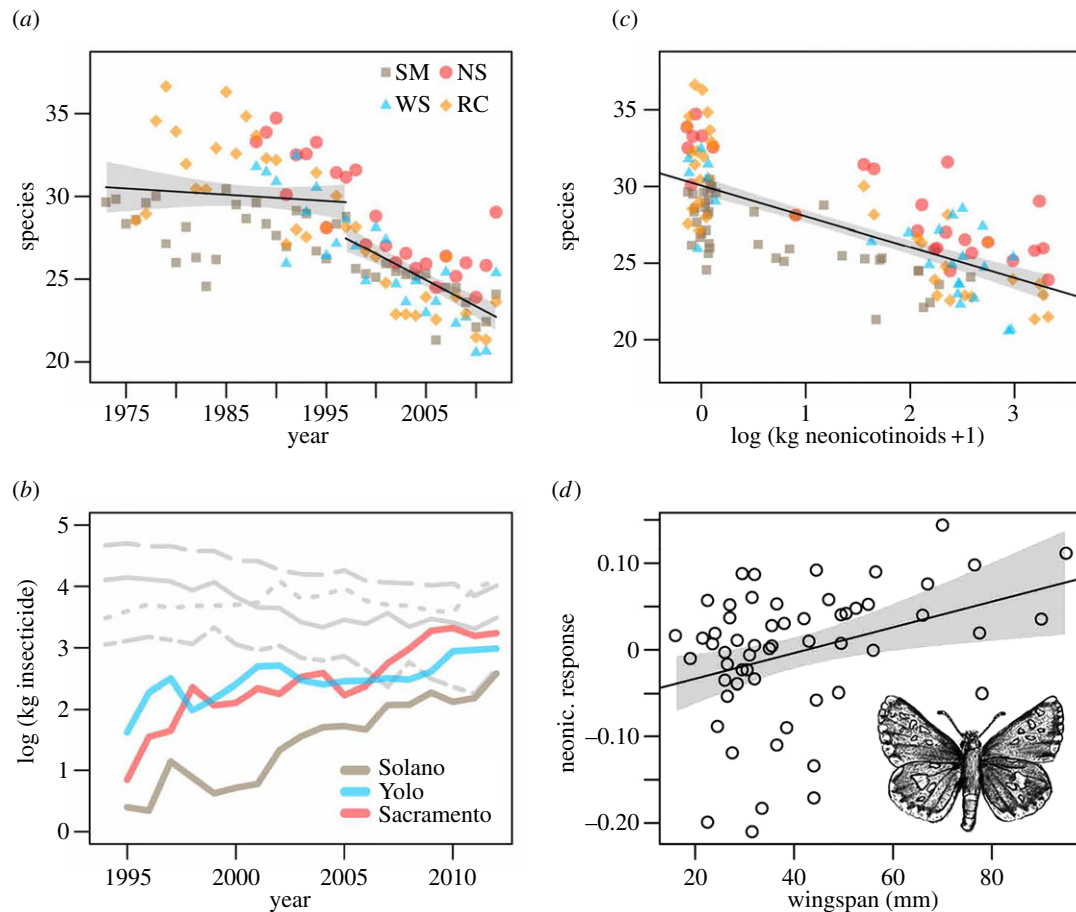 (a)
SM NS
WS RC
35
30
25
20
species
1975 1985 1995 2005
year
(c)
35
30
25
20
species
0 1 2 3
log (kg neonicotinoids +1)
(b)
5
4
3
2
1
0
log (kg insecticide)
Solano
Yolo
Sacramento
1995 2000 2005 2010
year
(d)
0.10
0
–0.10
–0.20
neonic. response
20 40 60 80
wingspan (mm)